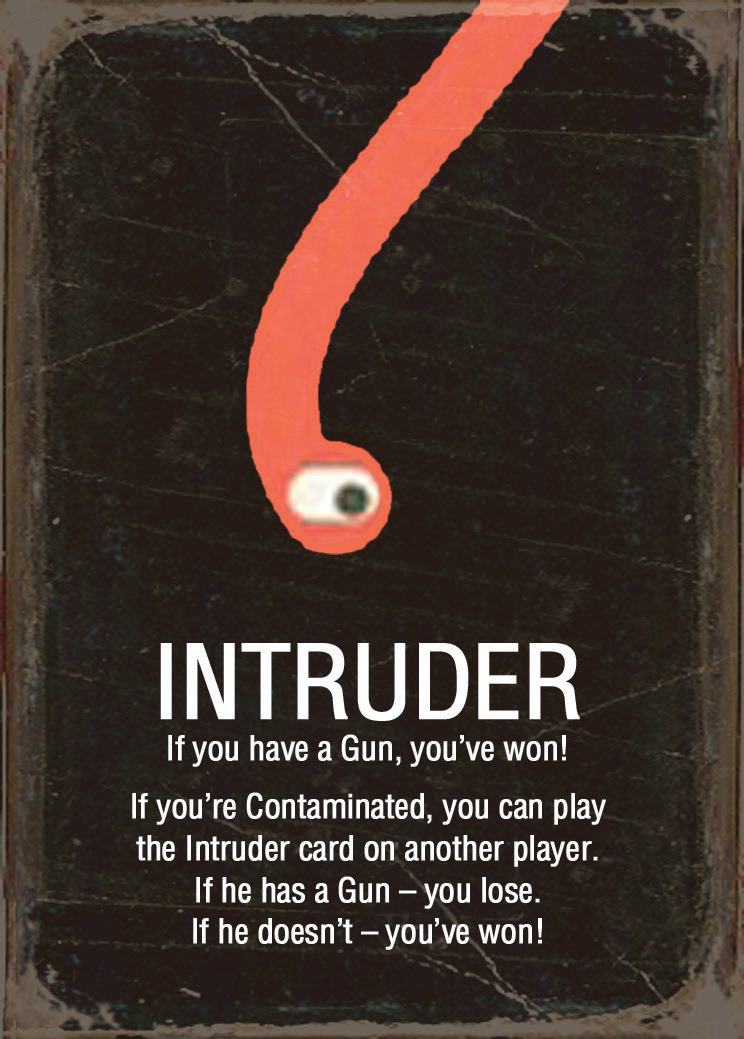 INTRUDER
If you have a Gun, you’ve won!
If you’re Contaminated, you can play
the Intruder card on another player.
If he has a Gun – you lose.
If he doesn’t – you’ve won!